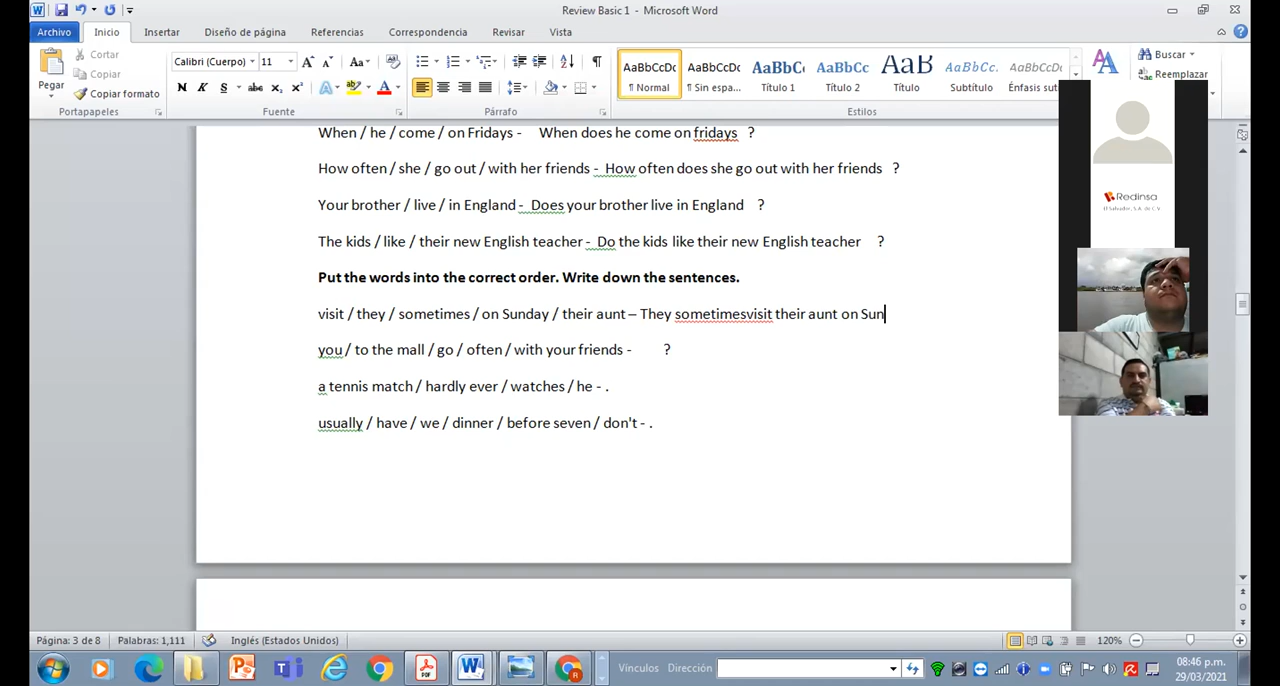 Review Basic 1 - Microsoft Word
Archivo Inicio Insertar Diseño de página Referencias Correspondencia Revisar Vista
Pegar
Cortar
Copiar
Copiar formato
Calibri (Cuerpo) 11
AaBbCcDc AaBbCcDc AaBbC AaBbCc AaB AaBbCc. AaBbCcDc
¶ Normal ¶ Sin espa... Título 1 Título 2 Título Subtítulo Énfasis sut
Buscar
Reemplazar
Portapapeles Fuente Párrafo Estilos
When / he / come / on Fridays - When does he come on fridays ?
How often / she / go out / with her friends - How often does she go out with her friends ?
Your brother / live / in England - Does your brother live in England ?
The kids / like / their new English teacher - Do the kids like their new English teacher ?
Put the words into the correct order. Write down the sentences.
visit / they / sometimes / on Sunday / their aunt – They sometimesvisit their aunt on Sun
you / to the mall / go / often / with your friends - ?
a tennis match / hardly ever / watches / he - .
usually / have / we / dinner / before seven / don't - .
Redinsa
Página: 3 de 8 Palabras: 1,111 Inglés (Estados Unidos) 120%
Vínculos Dirección
08:46 p.m.
29/03/2021